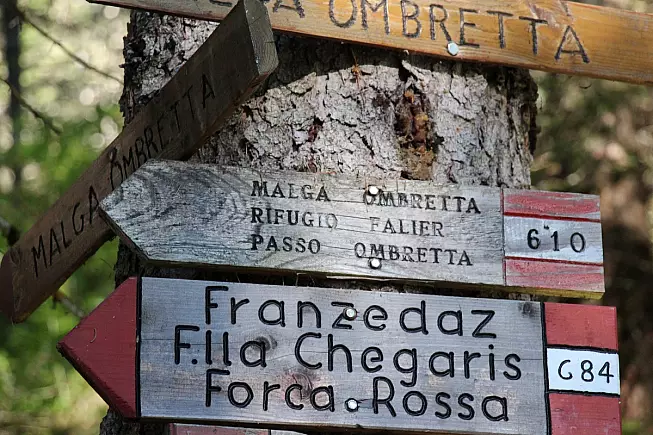 OMBRETTA
MALGA OMBRETTA
MALGA OMBRETTA
RIFUGIO FALIER
PASSO OMBRETTA
610
Franzedaz
F.lla Chegaris
Forca Rossa
684